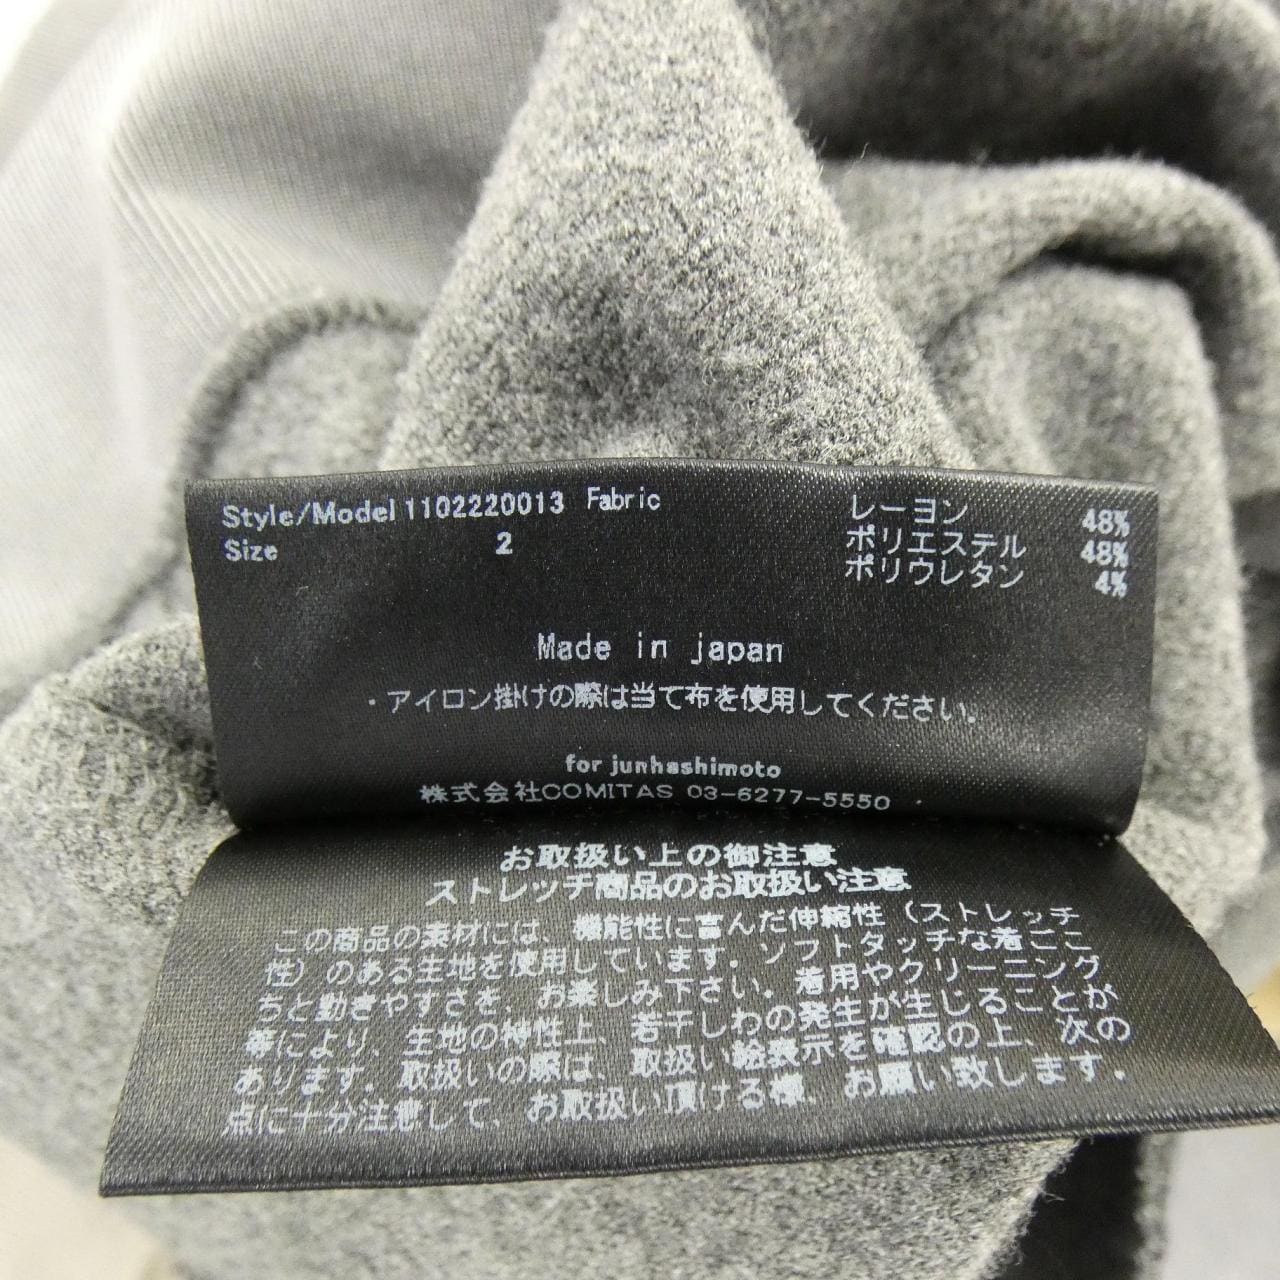 Style/Model 1102220013 Fabric レーヨン 48%
Size 2 ポリエステル 48%
ポリウレタン 4%
Made in japan
・アイロン掛けの際は当て布を使用してください。
for junhashimoto
株式会社COMITAS 03-6277-5550
お取扱い上の御注意
ストレッチ商品のお取扱い注意
この商品の素材には、機能性に富んだ伸縮性（ストレッチ
性）のある生地を使用しています。ソフトタッチな着ごこ
ちと動きやすさを、お楽しみ下さい。着用やクリーニング
等により、生地の特性上、若干しわの発生が生じることが
あります。取扱いの際は、取扱い絵表示を確認の上、次の
点に十分注意して、お取扱い頂ける様、お願い致します。